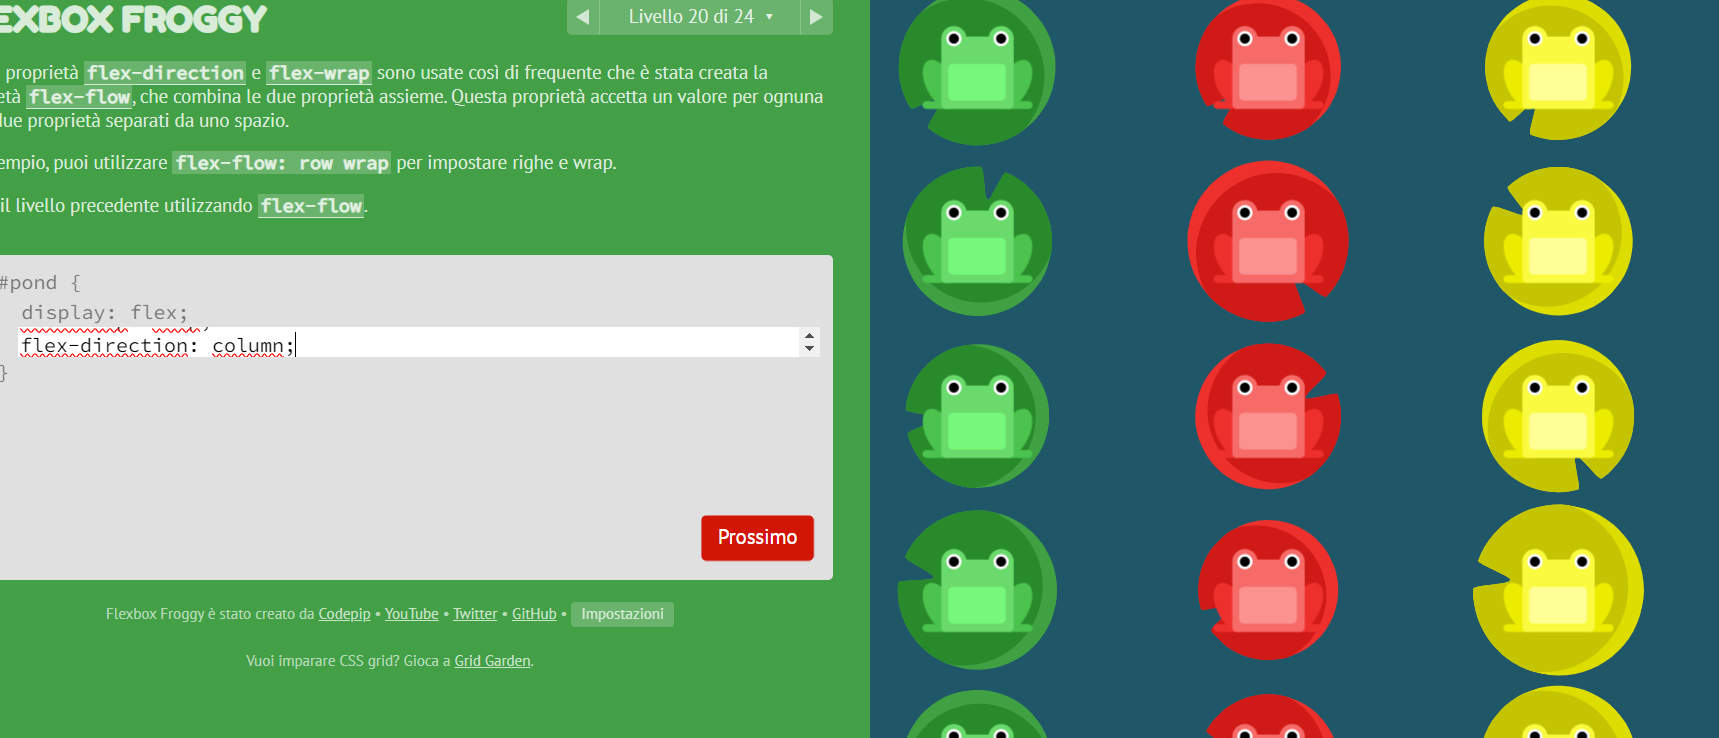 EXBOX FROGGY
Livello 20 di 24
proprietà flex-direction e flex-wrap sono usate così di frequente che è stata creata la
età flex-flow, che combina le due proprietà assieme. Questa proprietà accetta un valore per ognuna
due proprietà separati da uno spazio.
empio, puoi utilizzare flex-flow: row wrap per impostare righe e wrap.
il livello precedente utilizzando flex-flow.
#pond {
display: flex;
flex-direction: column;
}
Prossimo
Flexbox Froggy è stato creato da Codepip • YouTube • Twitter • GitHub • Impostazioni
Vuoi imparare CSS grid? Gioca a Grid Garden.